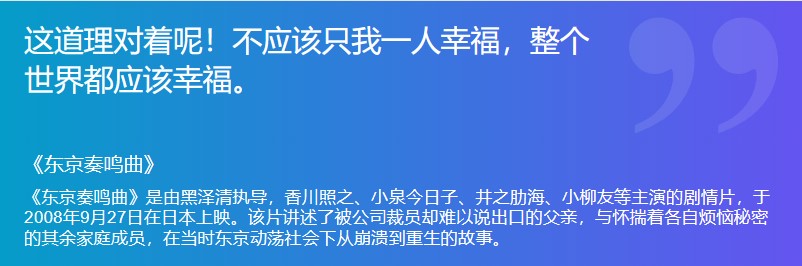 这道理对着呢！不应该只我一人幸福，整个
世界都应该幸福。
《东京奏鸣曲》
《东京奏鸣曲》是由黑泽清执导，香川照之、小泉今日子、井之肋海、小柳友等主演的剧情片，于
2008年9月27日在日本上映。该片讲述了被公司裁员却难以说出口的父亲，与怀揣着各自烦恼秘密
的其余家庭成员，在当时东京动荡社会下从崩溃到重生的故事。